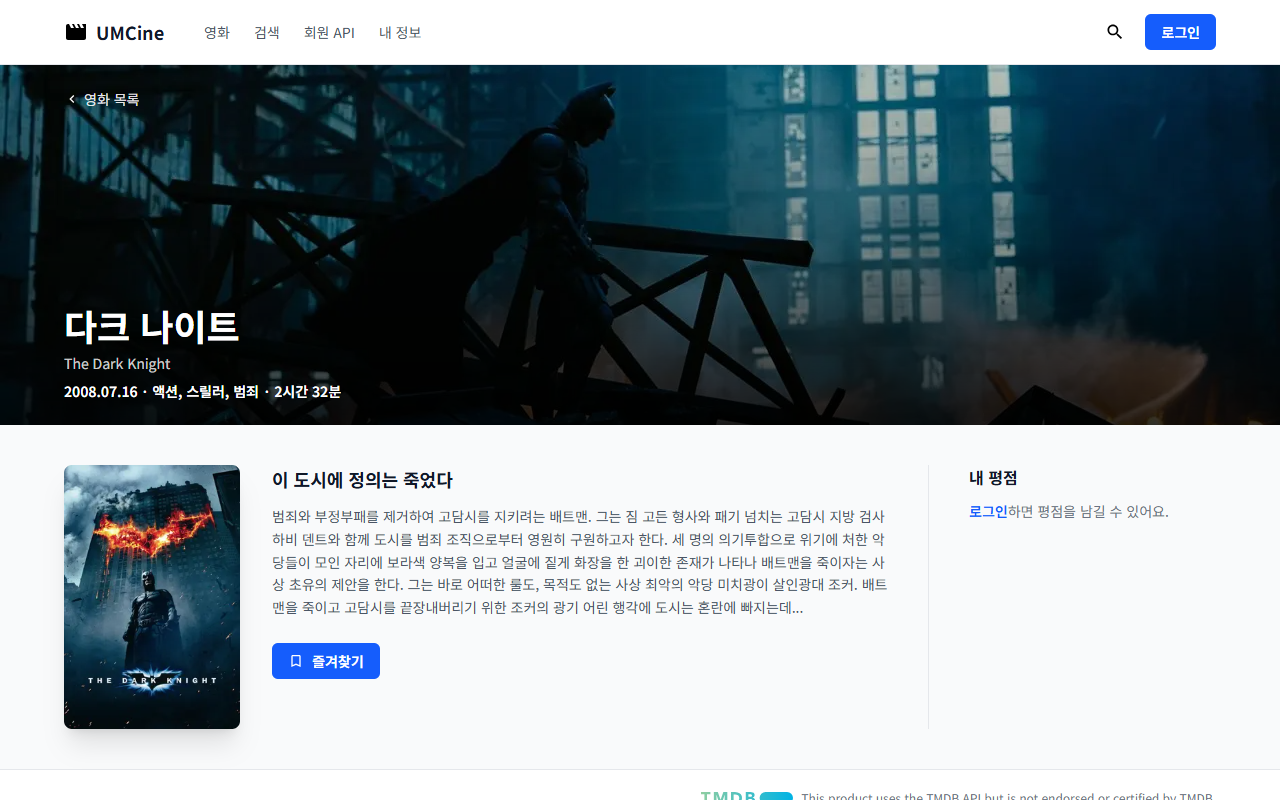 UMCine 영화 검색 회원 API 내 정보 로그인
영화 목록
다크 나이트
The Dark Knight
2008.07.16 · 액션, 스릴러, 범죄 · 2시간 32분
THE DARK KNIGHT
이 도시에 정의는 죽었다
범죄와 부정부패를 제거하여 고담시를 지키려는 배트맨. 그는 짐 고든 형사와 패기 넘치는 고담시 지방 검사
하비 덴트와 함께 도시를 범죄 조직으로부터 영원히 구원하고자 한다. 세 명의 의기투합으로 위기에 처한 악
당들이 모인 자리에 보라색 양복을 입고 얼굴에 짙게 화장을 한 괴이한 존재가 나타나 배트맨을 죽이자는 사
상 초유의 제안을 한다. 그는 바로 어떠한 룰도, 목적도 없는 사상 최악의 악당 미치광이 살인광대 조커. 배트
맨을 죽이고 고담시를 끝장내버리기 위한 조커의 광기 어린 행각에 도시는 혼란에 빠지는데...
즐겨찾기
내 평점
로그인하면 평점을 남길 수 있어요.
TMDB This product uses the TMDB API but is not endorsed or certified by TMDB.